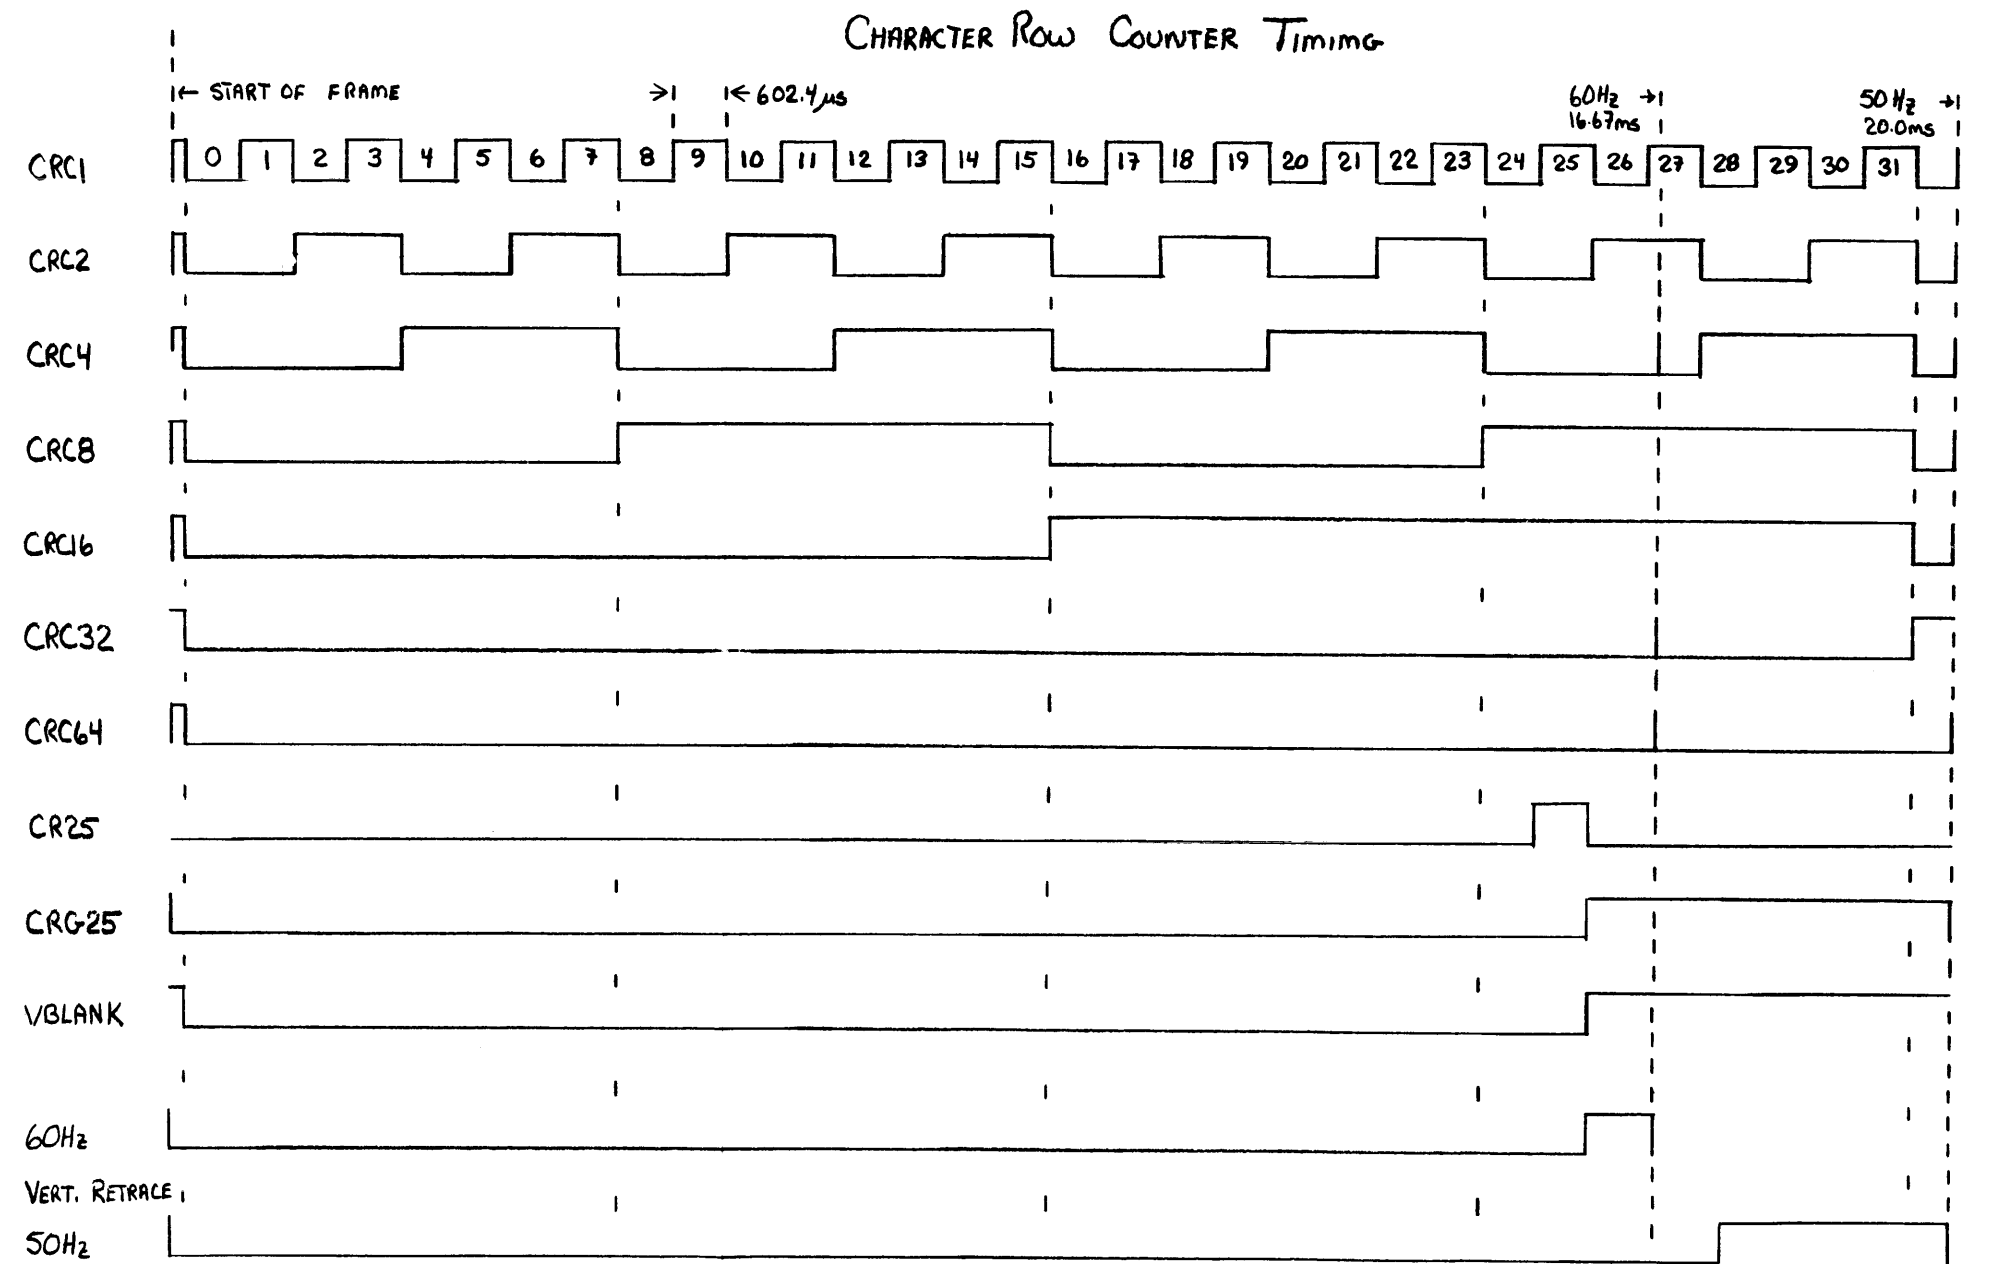 CHARACTER ROW COUNTER TIMIMG
|← START OF FRAME →| |← 602.4μs 60Hz →| 50Hz →|
16.67ms 20.0ms
CRC1 0 1 2 3 4 5 6 7 8 9 10 11 12 13 14 15 16 17 18 19 20 21 22 23 24 25 26 27 28 29 30 31
CRC2
CRC4
CRC8
CRC16
CRC32
CRC64
CR25
CRG25
VBLANK
60Hz
VERT. RETRACE
50Hz